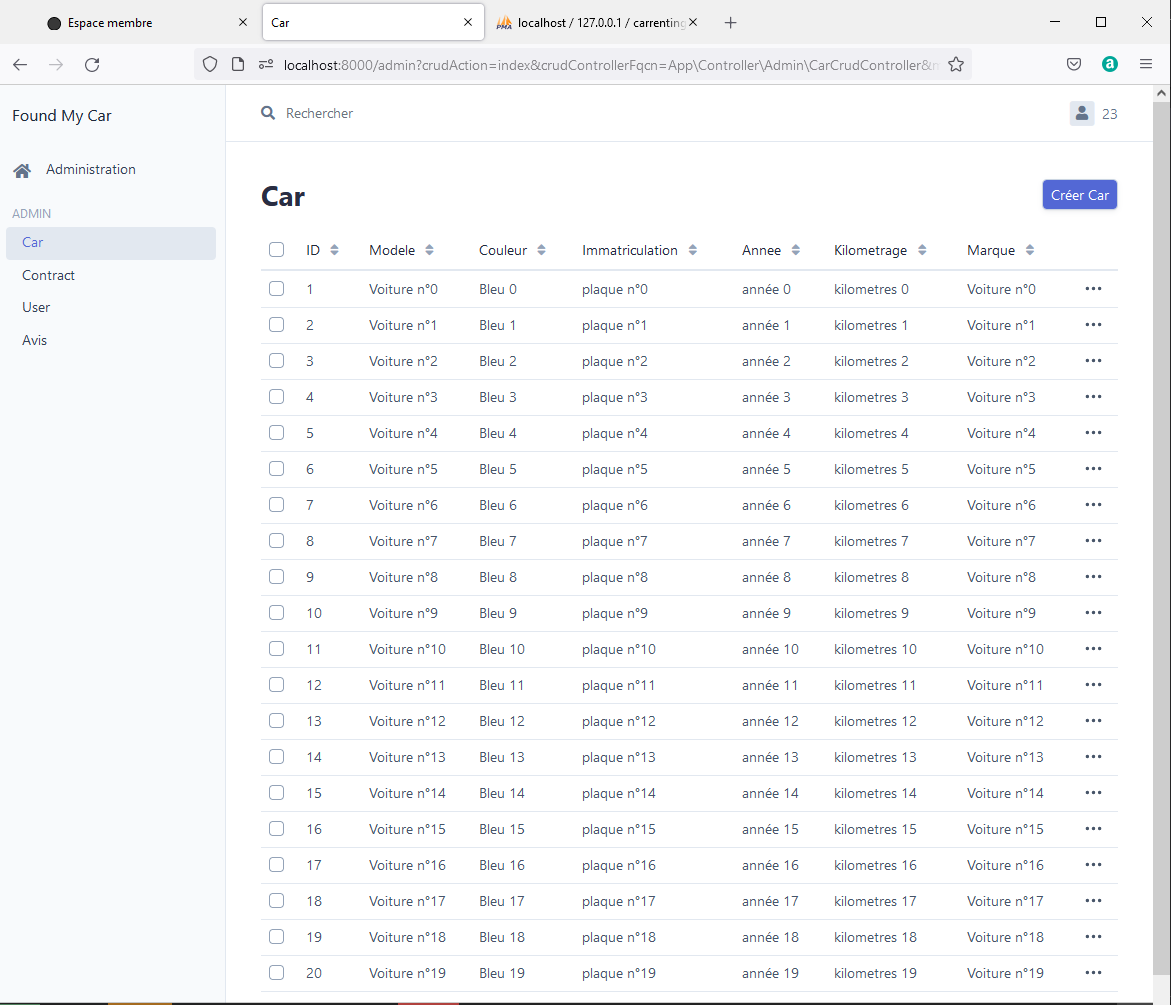 Espace membre
Car
localhost / 127.0.0.1 / carrenting
localhost:8000/admin?crudAction=index&crudControllerFqcn=App\Controller\Admin\CarCrudController&
Found My Car
Rechercher
23
Administration
ADMIN
Car
Contract
User
Avis
Car
Créer Car
ID Modele Couleur Immatriculation Annee Kilometrage Marque
1 Voiture n°0 Bleu 0 plaque n°0 année 0 kilometres 0 Voiture n°0
2 Voiture n°1 Bleu 1 plaque n°1 année 1 kilometres 1 Voiture n°1
3 Voiture n°2 Bleu 2 plaque n°2 année 2 kilometres 2 Voiture n°2
4 Voiture n°3 Bleu 3 plaque n°3 année 3 kilometres 3 Voiture n°3
5 Voiture n°4 Bleu 4 plaque n°4 année 4 kilometres 4 Voiture n°4
6 Voiture n°5 Bleu 5 plaque n°5 année 5 kilometres 5 Voiture n°5
7 Voiture n°6 Bleu 6 plaque n°6 année 6 kilometres 6 Voiture n°6
8 Voiture n°7 Bleu 7 plaque n°7 année 7 kilometres 7 Voiture n°7
9 Voiture n°8 Bleu 8 plaque n°8 année 8 kilometres 8 Voiture n°8
10 Voiture n°9 Bleu 9 plaque n°9 année 9 kilometres 9 Voiture n°9
11 Voiture n°10 Bleu 10 plaque n°10 année 10 kilometres 10 Voiture n°10
12 Voiture n°11 Bleu 11 plaque n°11 année 11 kilometres 11 Voiture n°11
13 Voiture n°12 Bleu 12 plaque n°12 année 12 kilometres 12 Voiture n°12
14 Voiture n°13 Bleu 13 plaque n°13 année 13 kilometres 13 Voiture n°13
15 Voiture n°14 Bleu 14 plaque n°14 année 14 kilometres 14 Voiture n°14
16 Voiture n°15 Bleu 15 plaque n°15 année 15 kilometres 15 Voiture n°15
17 Voiture n°16 Bleu 16 plaque n°16 année 16 kilometres 16 Voiture n°16
18 Voiture n°17 Bleu 17 plaque n°17 année 17 kilometres 17 Voiture n°17
19 Voiture n°18 Bleu 18 plaque n°18 année 18 kilometres 18 Voiture n°18
20 Voiture n°19 Bleu 19 plaque n°19 année 19 kilometres 19 Voiture n°19